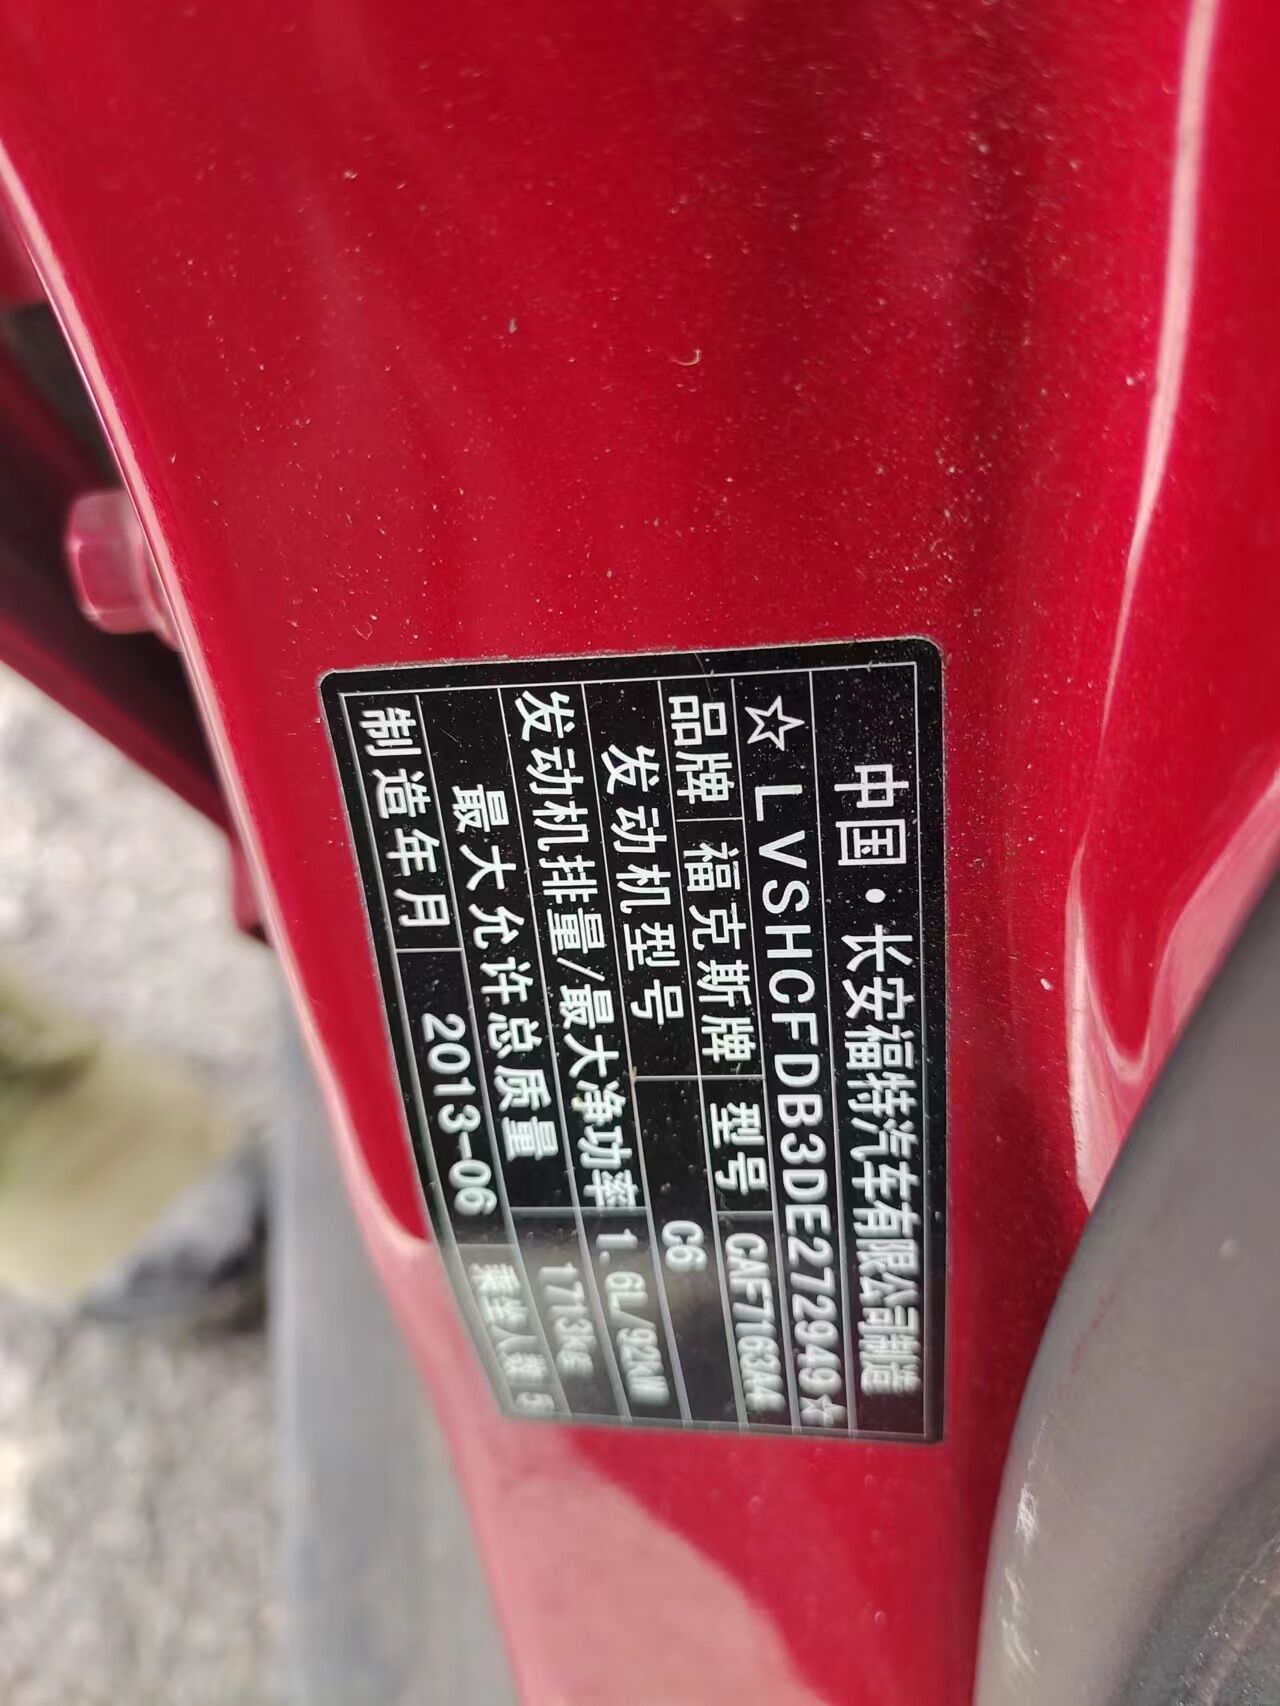 中国·长安福特汽车有限公司制造
☆LVSHCFDB3DE272949☆
品牌 福克斯牌 型号 CAF7163A4
发动机型号 C6
发动机排量/最大净功率 1.6L/92kW
最大允许总质量 1713kg
制造年月 2013-06 乘坐人数 5